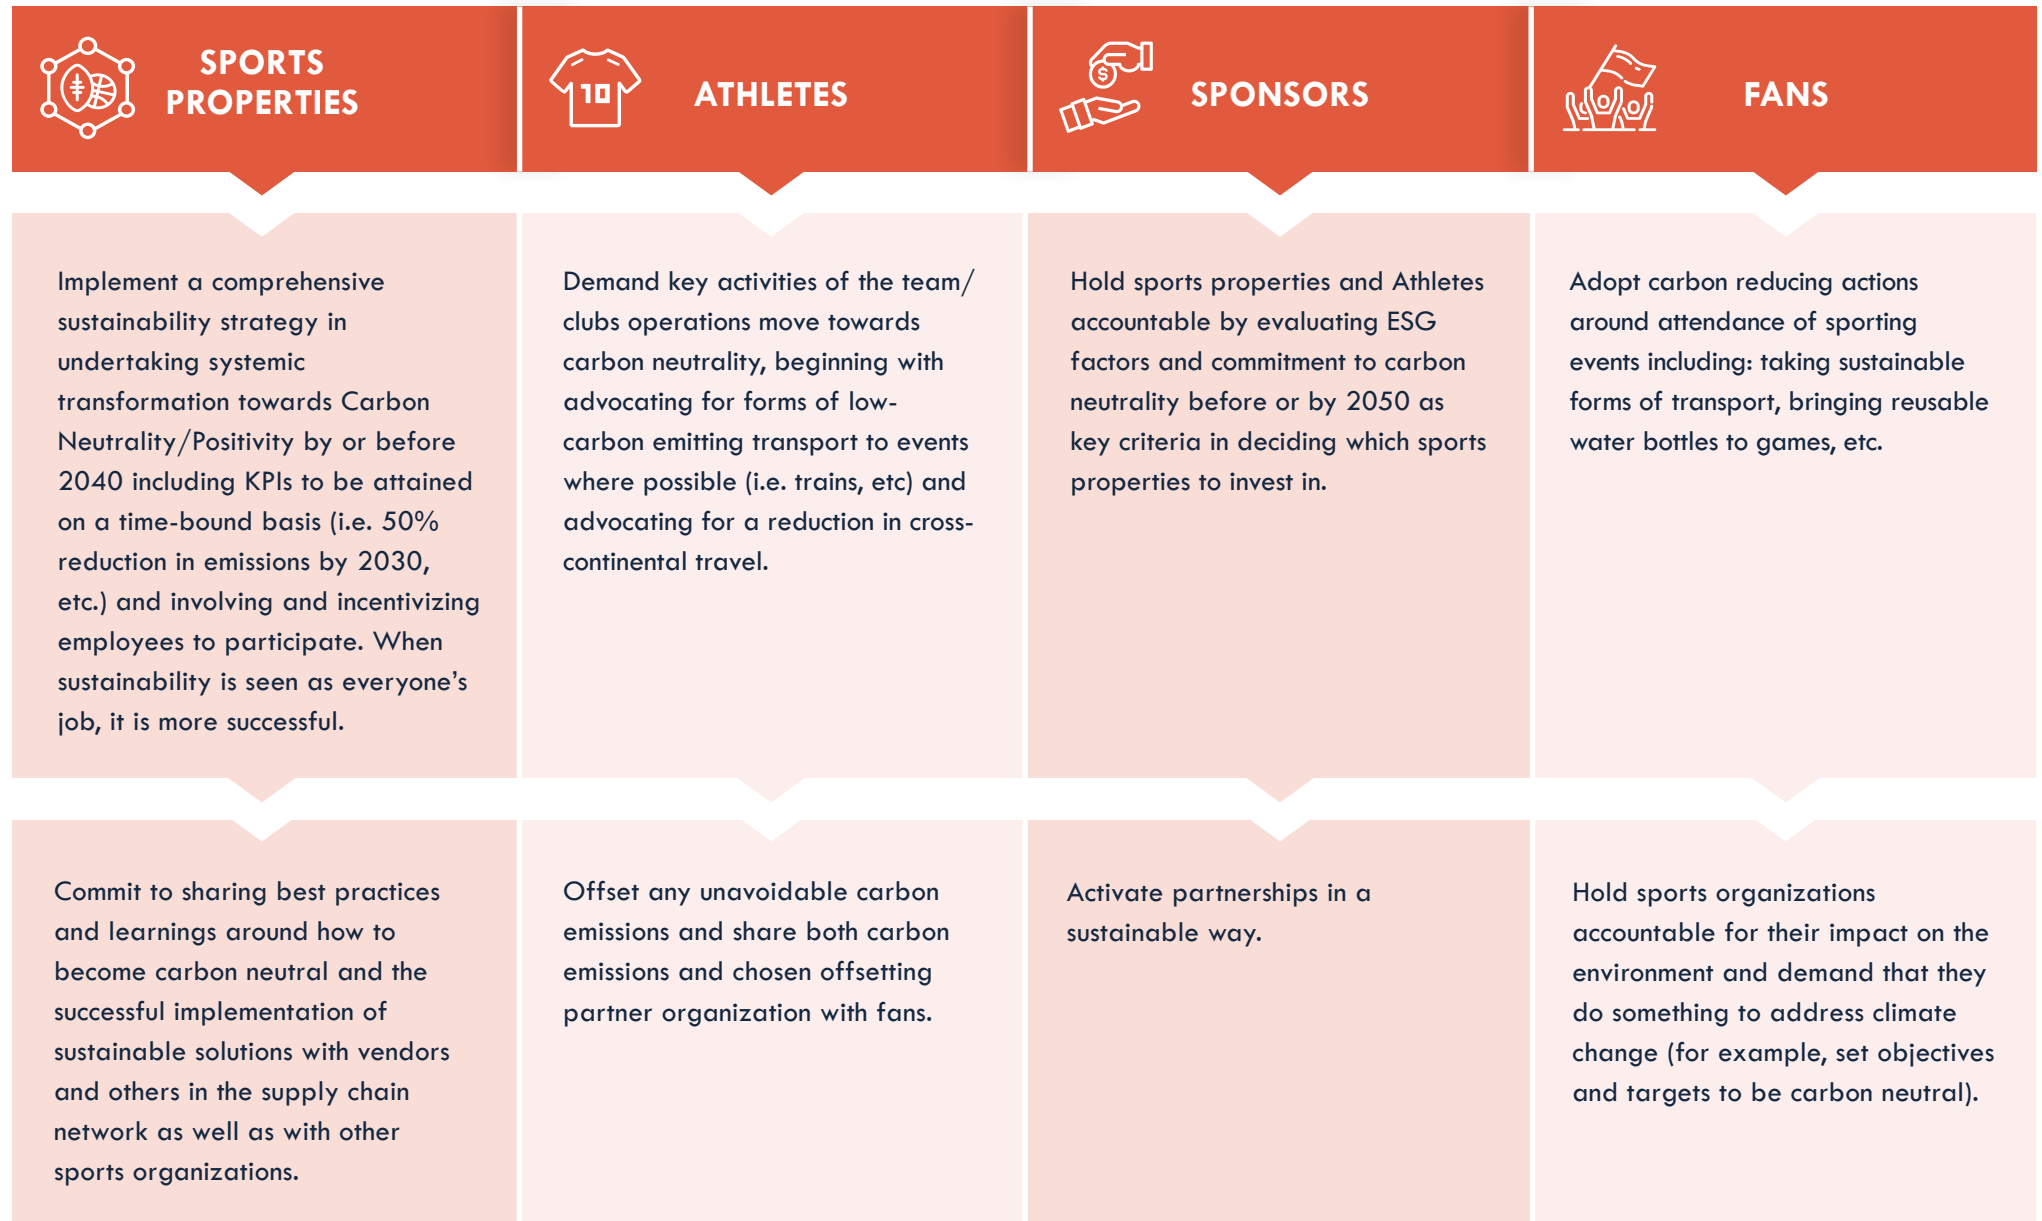 SPORTS
PROPERTIES
10
ATHLETES
$
SPONSORS
FANS
Implement a comprehensive
sustainability strategy in
undertaking systemic
transformation towards Carbon
Neutrality/Positivity by or before
2040 including KPIs to be attained
on a time-bound basis (i.e. 50%
reduction in emissions by 2030,
etc.) and involving and incentivizing
employees to participate. When
sustainability is seen as everyone’s
job, it is more successful.
Demand key activities of the team/
clubs operations move towards
carbon neutrality, beginning with
advocating for forms of low-
carbon emitting transport to events
where possible (i.e. trains, etc) and
advocating for a reduction in cross-
continental travel.
Hold sports properties and Athletes
accountable by evaluating ESG
factors and commitment to carbon
neutrality before or by 2050 as
key criteria in deciding which sports
properties to invest in.
Adopt carbon reducing actions
around attendance of sporting
events including: taking sustainable
forms of transport, bringing reusable
water bottles to games, etc.
Commit to sharing best practices
and learnings around how to
become carbon neutral and the
successful implementation of
sustainable solutions with vendors
and others in the supply chain
network as well as with other
sports organizations.
Offset any unavoidable carbon
emissions and share both carbon
emissions and chosen offsetting
partner organization with fans.
Activate partnerships in a
sustainable way.
Hold sports organizations
accountable for their impact on the
environment and demand that they
do something to address climate
change (for example, set objectives
and targets to be carbon neutral).